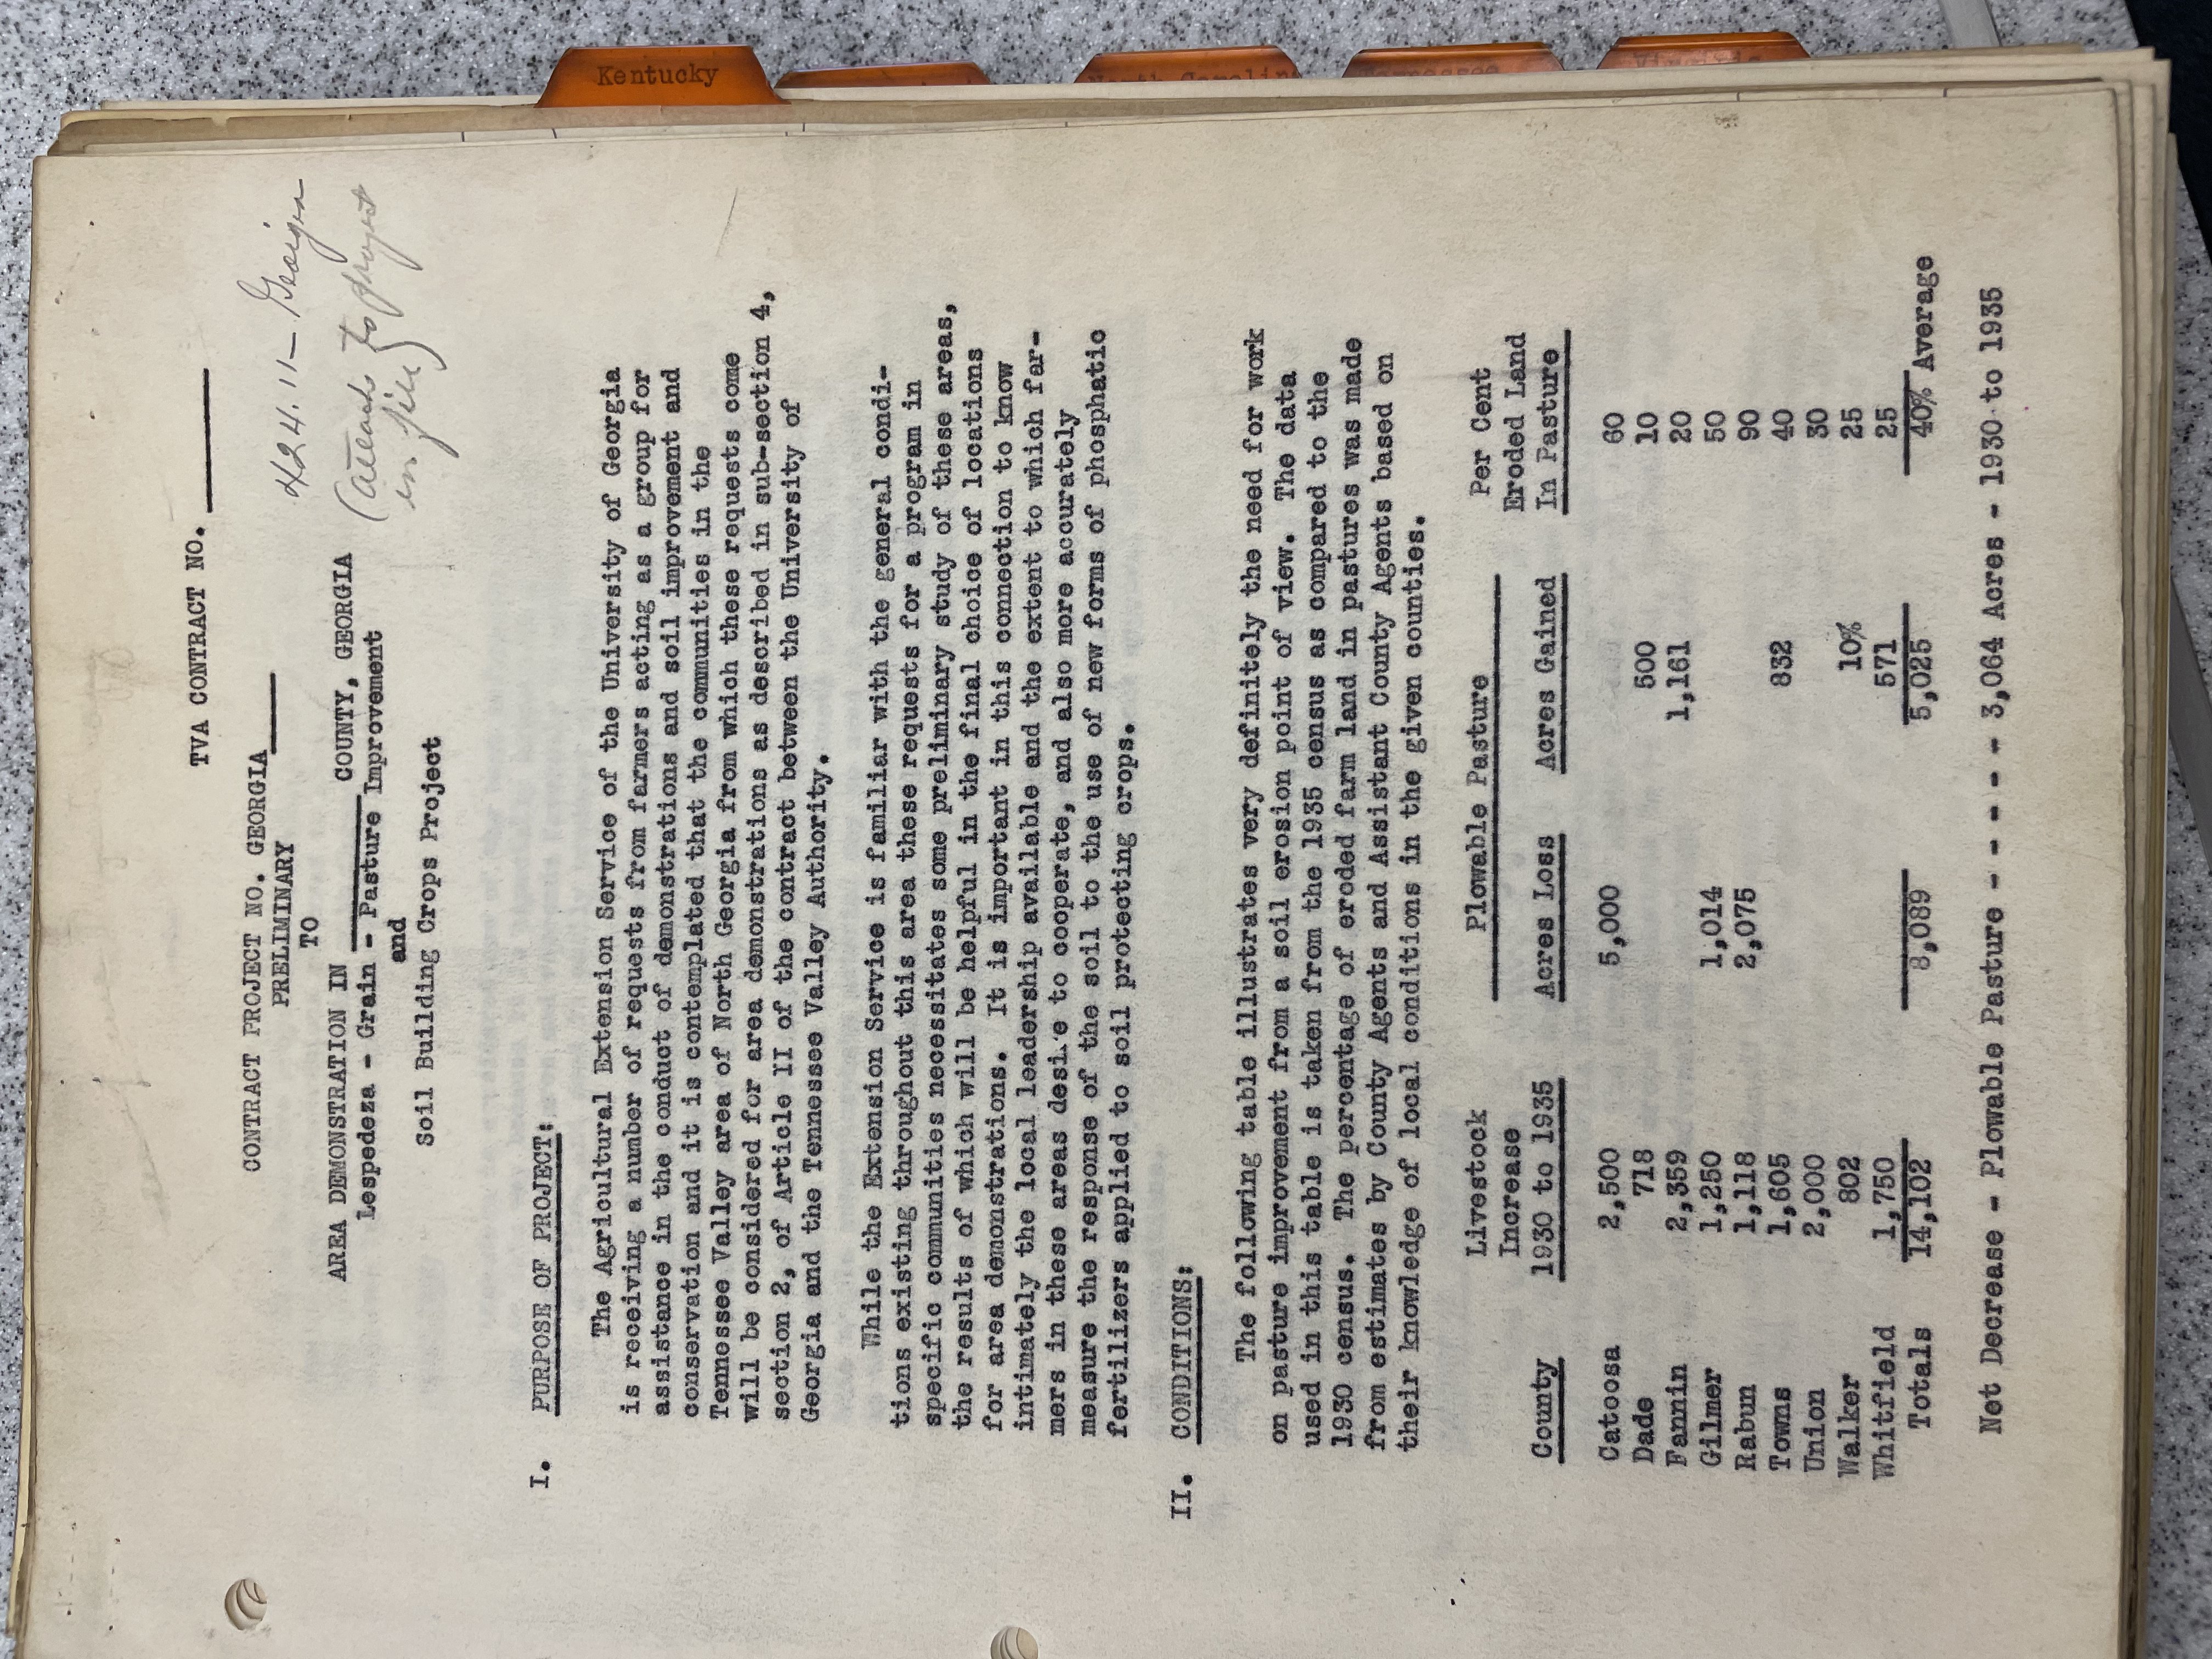 TVA CONTRACT NO. ________
CONTRACT PROJECT NO. GEORGIA____
PRELIMINARY
TO
AREA DEMONSTRATION IN ________ COUNTY, GEORGIA
Lespedeza - Grain - Pasture Improvement
and
Soil Building Crops Project
424.11- Georgia
(attach to project
in file)
I. PURPOSE OF PROJECT:
The Agricultural Extension Service of the University of Georgia
is receiving a number of requests from farmers acting as a group for
assistance in the conduct of demonstrations and soil improvement and
conservation and it is contemplated that the communities in the
Tennessee Valley area of North Georgia from which these requests come
will be considered for area demonstrations as described in sub-section 4,
section 2, of Article II of the contract between the University of
Georgia and the Tennessee Valley Authority.
While the Extension Service is familiar with the general condi-
tions existing throughout this area these requests for a program in
specific communities necessitates some preliminary study of these areas,
the results of which will be helpful in the final choice of locations
for area demonstrations. It is important in this connection to know
intimately the local leadership available and the extent to which far-
mers in these areas desire to cooperate, and also more accurately
measure the response of the soil to the use of new forms of phosphatic
fertilizers applied to soil protecting crops.
II. CONDITIONS:
The following table illustrates very definitely the need for work
on pasture improvement from a soil erosion point of view. The data
used in this table is taken from the 1935 census as compared to the
1930 census. The percentage of eroded farm land in pastures was made
from estimates by County Agents and Assistant County Agents based on
their knowledge of local conditions in the given counties.
Livestock Plowable Pasture Per Cent
Increase Eroded Land
County 1930 to 1935 Acres Loss Acres Gained In Pasture
Catoosa 2,500 5,000 60
Dade 718 500 10
Fannin 2,359 1,161 20
Gilmer 1,250 1,014 50
Rabun 1,118 2,075 90
Towns 1,605 832 40
Union 2,000 30
Walker 802 10% 25
Whitfield 1,750 571 25
Totals 14,102 8,089 5,025 40% Average
Net Decrease - Plowable Pasture - - - - - 3,064 Acres - 1930 to 1935
Kentucky